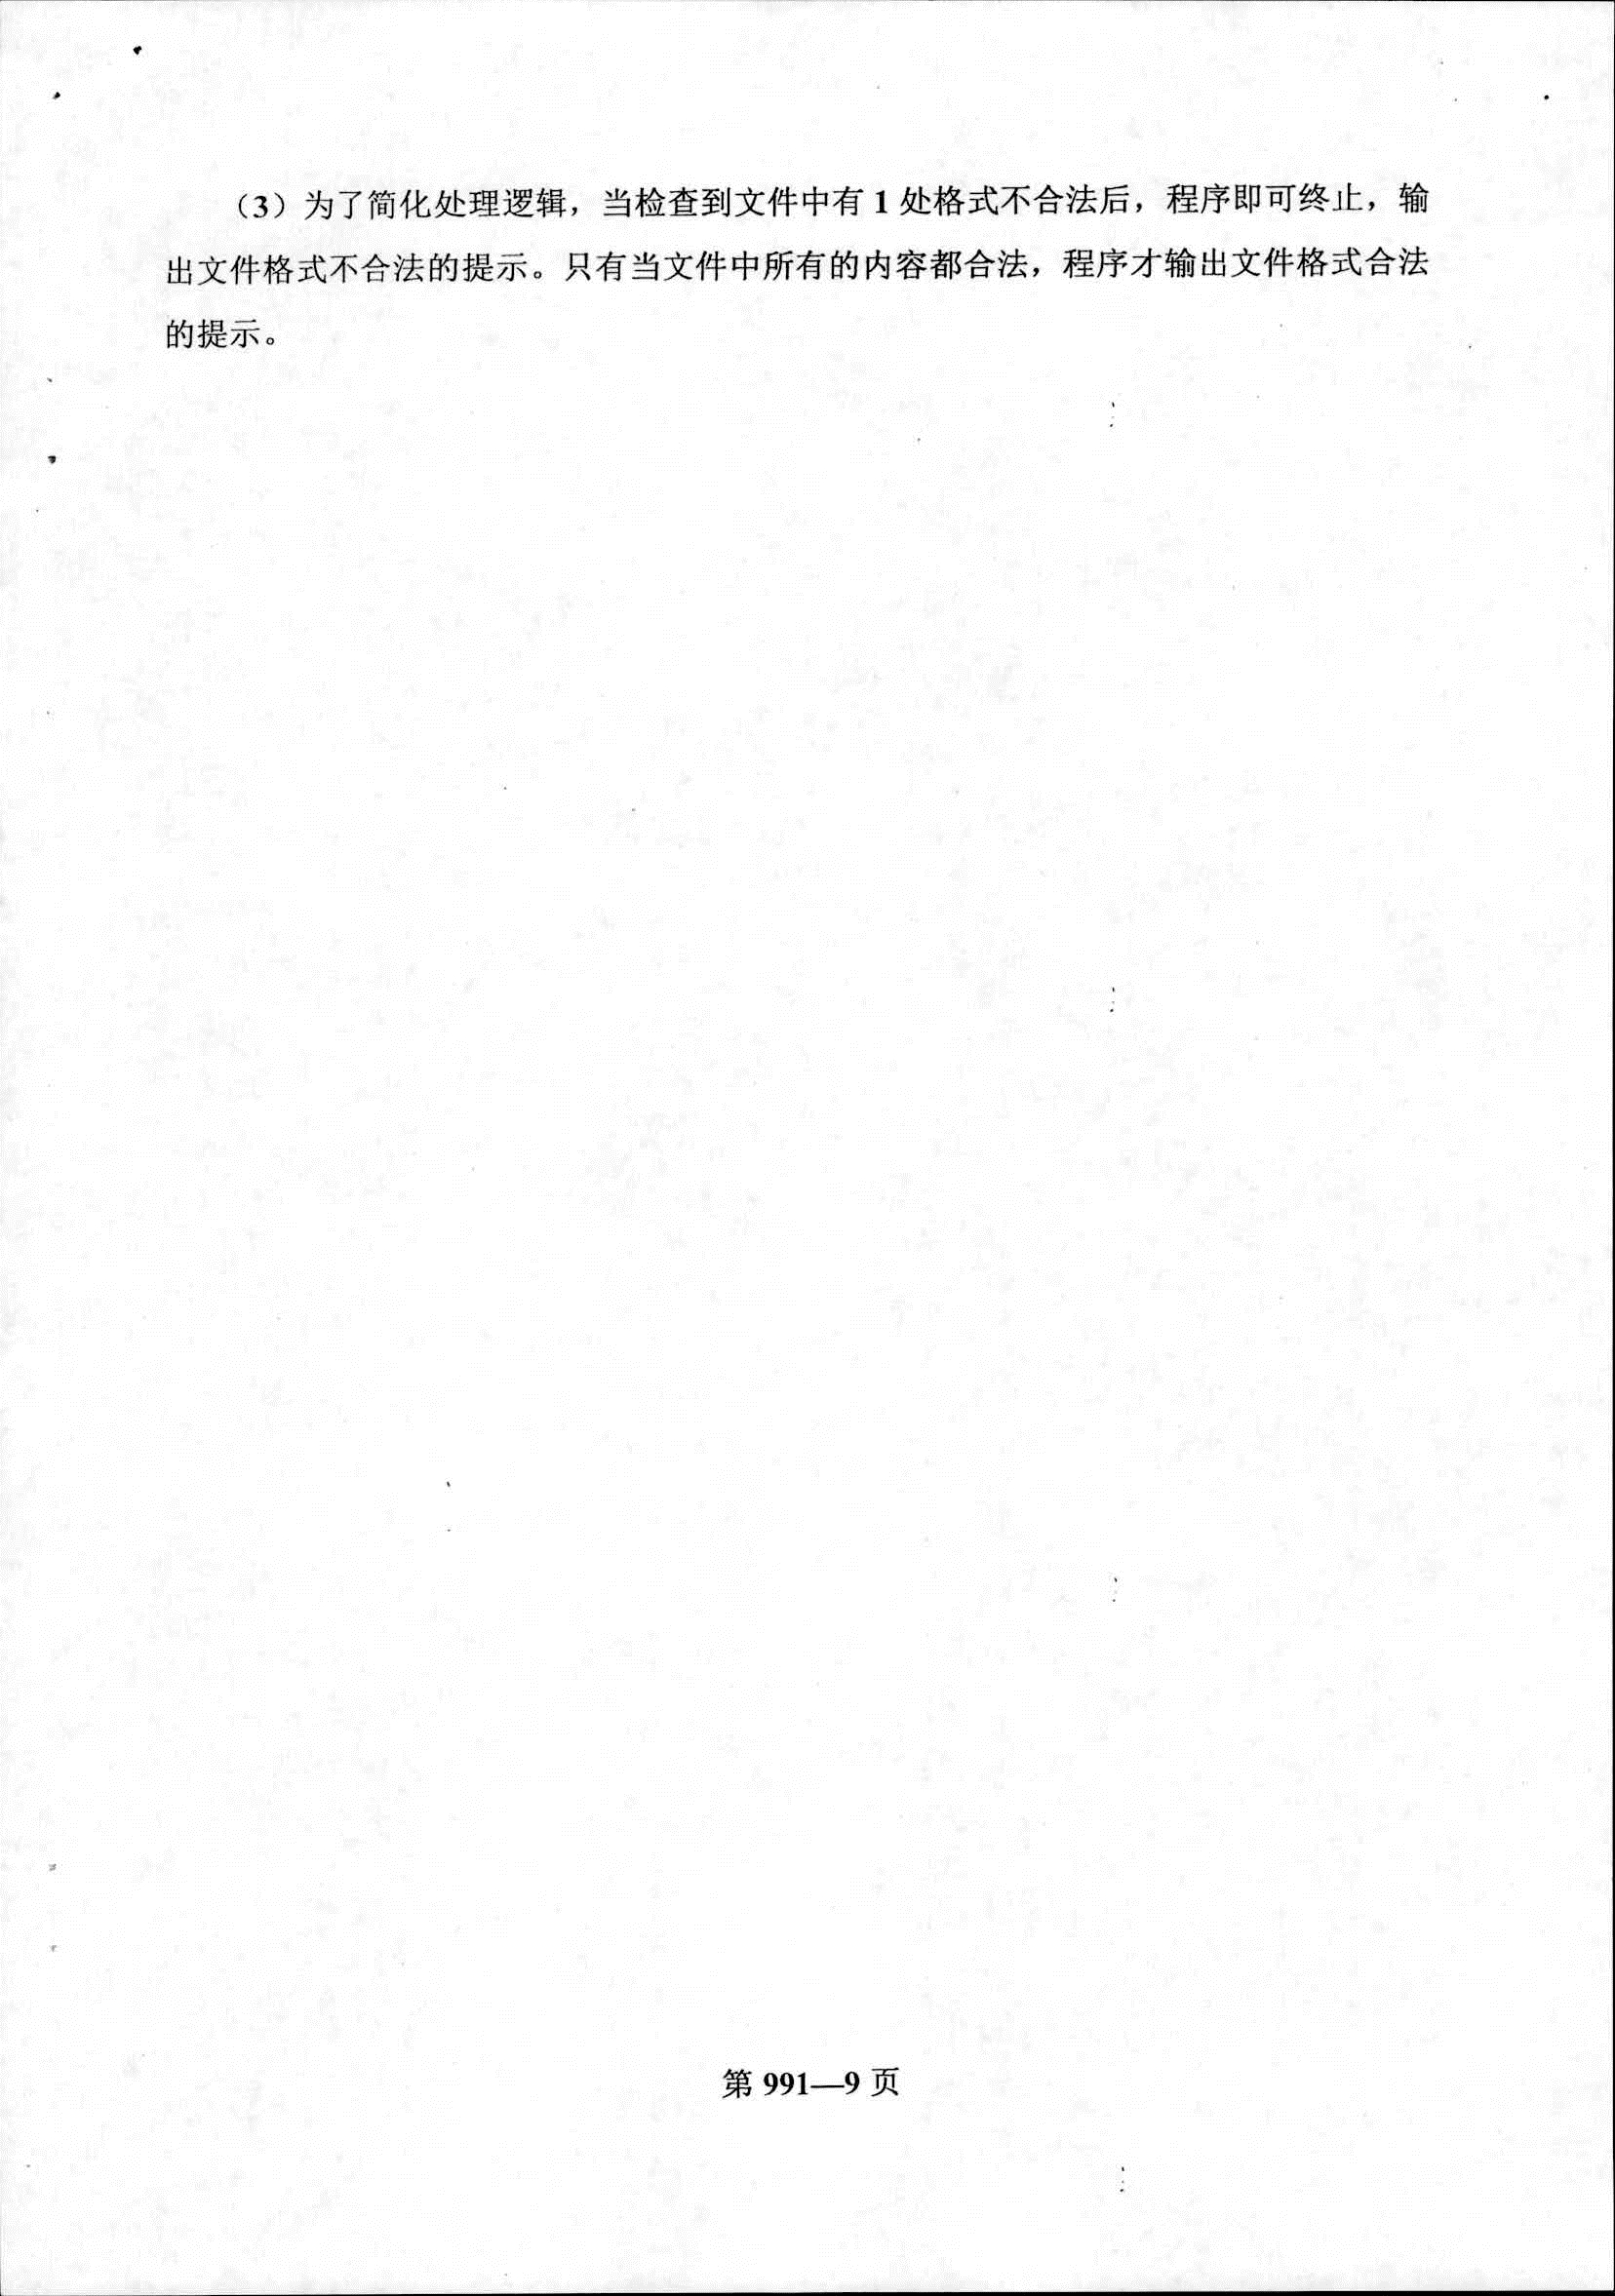 （3）为了简化处理逻辑，当检查到文件中有 1 处格式不合法后，程序即可终止，输
出文件格式不合法的提示。只有当文件中所有的内容都合法，程序才输出文件格式合法
的提示。
第 991—9 页